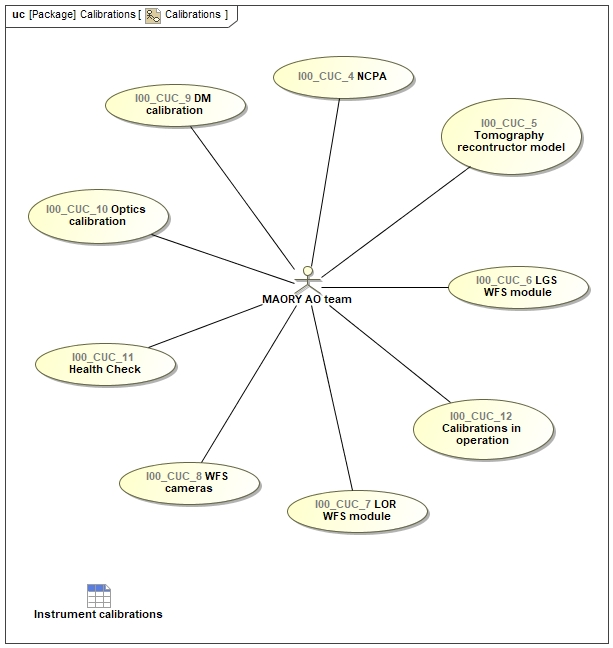 uc [Package] Calibrations [ Calibrations ]
I00_CUC_4 NCPA
I00_CUC_9 DM
calibration
I00_CUC_5
Tomography
recontructor model
I00_CUC_10 Optics
calibration
I00_CUC_6 LGS
WFS module
MAORY AO team
I00_CUC_11
Health Check
I00_CUC_12
Calibrations in
operation
I00_CUC_8 WFS
cameras
I00_CUC_7 LOR
WFS module
Instrument calibrations